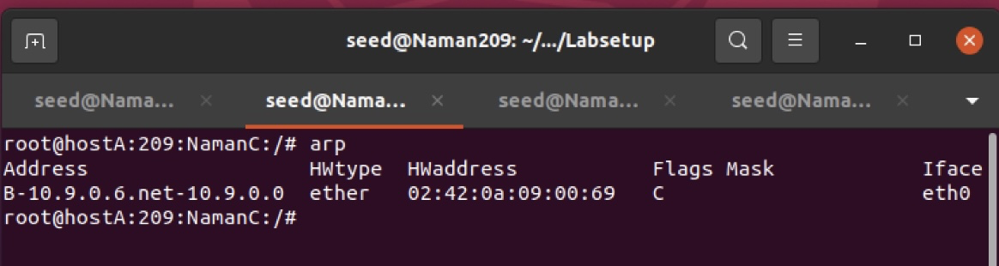 seed@Naman209: ~/.../Labsetup
seed@Nama... seed@Nama... seed@Nama... seed@Nama...
root@hostA:209:NamanC:/# arp
Address HWtype HWaddress Flags Mask Iface
B-10.9.0.6.net-10.9.0.0 ether 02:42:0a:09:00:69 C eth0
root@hostA:209:NamanC:/#